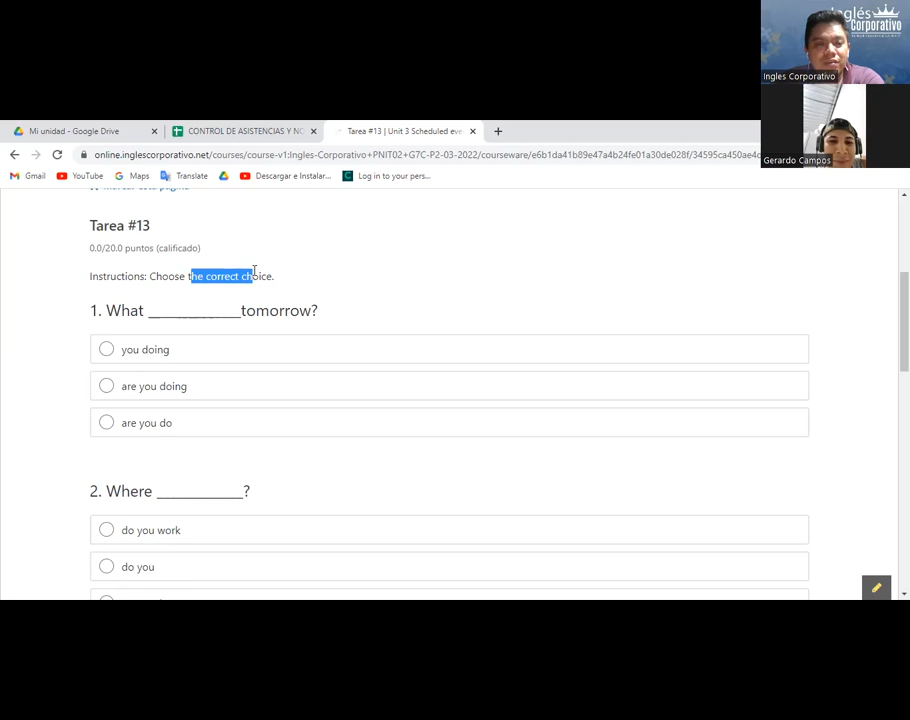 Inglés
Corporativo
Ingles Corporativo
Gerardo Campos
Mi unidad - Google Drive
CONTROL DE ASISTENCIAS Y NO
Tarea #13 | Unit 3 Scheduled eve
online.inglescorporativo.net/courses/course-v1:Ingles-Corporativo+PNIT02+G7C-P2-03-2022/courseware/e6b1da41b89e47a4b24fe01a30de028f/34595ca450ae4c
Gmail
YouTube
Maps
Translate
Descargar e Instalar...
Log in to your pers...
Tarea #13
0.0/20.0 puntos (calificado)
Instructions: Choose the correct choice.
1. What ____________tomorrow?
you doing
are you doing
are you do
2. Where ___________?
do you work
do you